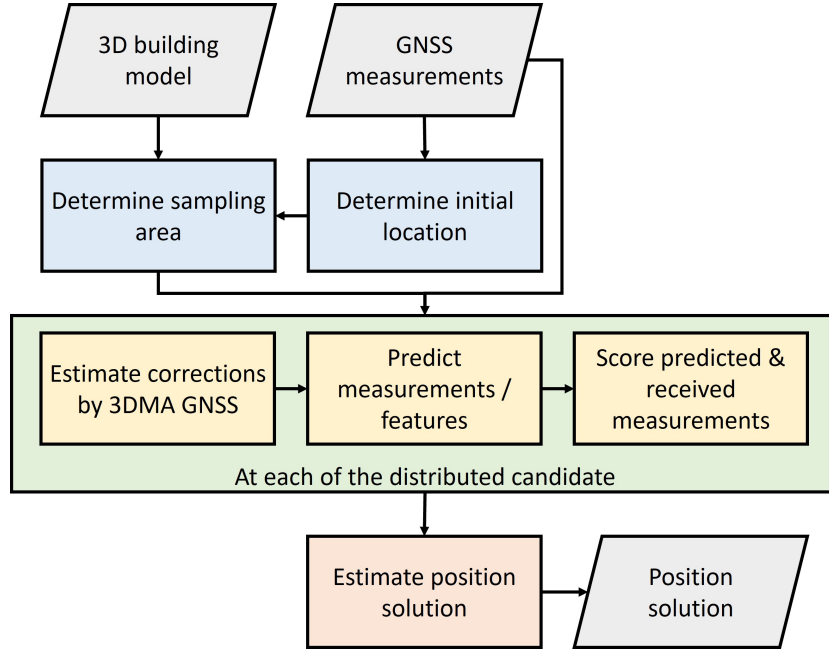 3D building
model
GNSS
measurements
Determine sampling
area
Determine initial
location
Estimate corrections
by 3DMA GNSS
Predict
measurements /
features
Score predicted &
received
measurements
At each of the distributed candidate
Estimate position
solution
Position
solution